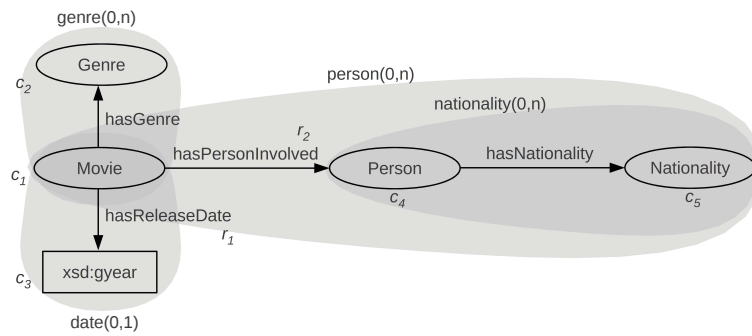 genre(0,n)
Genre
c2
person(0,n)
nationality(0,n)
hasGenre
r2
hasPersonInvolved
hasNationality
c1
Movie
Person
Nationality
c4
c5
hasReleaseDate
r1
c3
xsd:gyear
date(0,1)